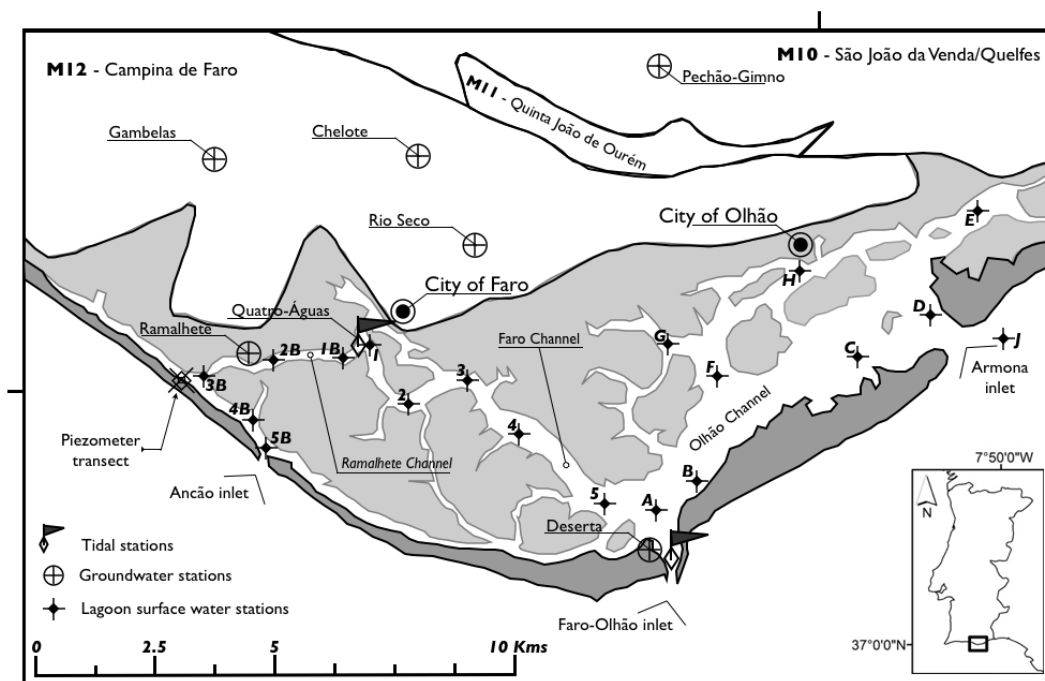 M12 - Campina de Faro
M10 - São João da Venda/Quelfes
Pechão-Gimno
M11 - Quinta João de Ourém
Gambelas
Chelote
Rio Seco
City of Olhão
E
H
City of Faro
Quatro-Águas
D
Ramalhete
2B
1B
1
Faro Channel
G
J
C
3B
3
F
Armona
inlet
4B
2
Olhão Channel
Piezometer
transect
5B
4
Ramalhete Channel
B
Ancão inlet
5
A
7°50'0"W
N
Deserta
Tidal stations
Groundwater stations
Lagoon surface water stations
Faro-Olhão inlet
37°0'0"N
0 2.5 5 10 Kms